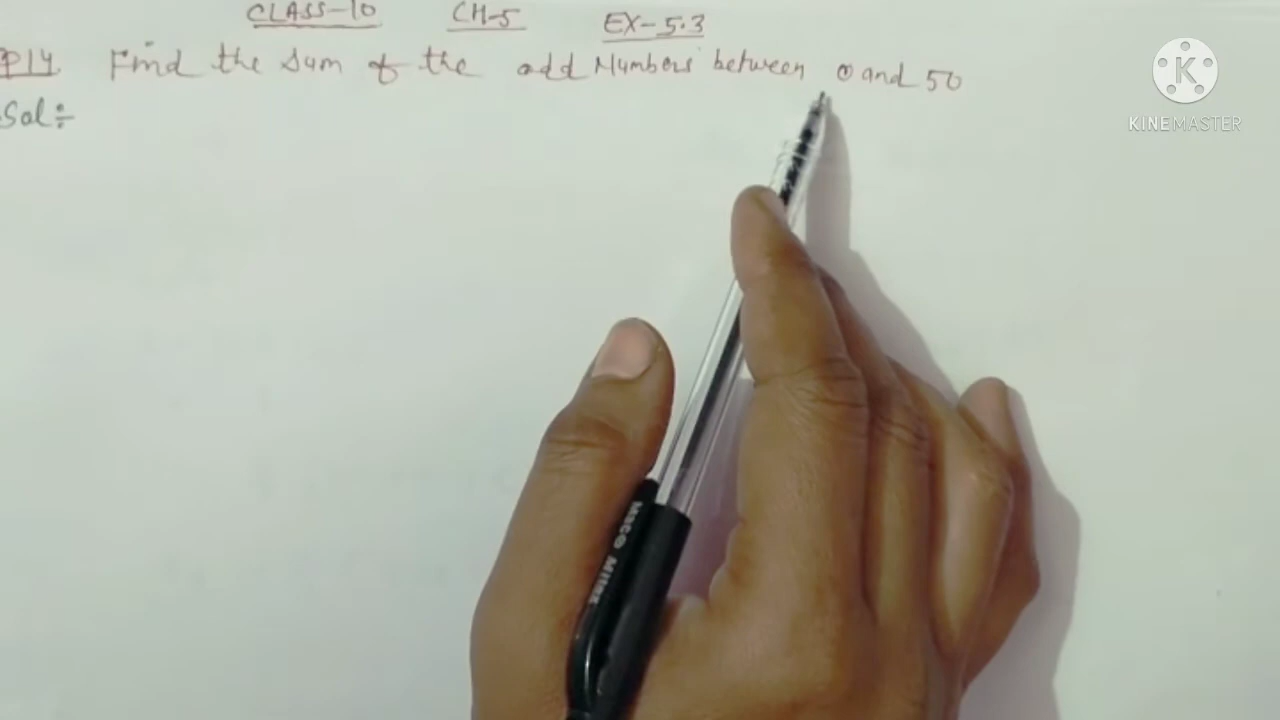 CLASS-10 CH-5 EX-5.3
P14 Find the Sum of the odd Numbers between 0 and 50
Sol:-
K
KINEMASTER